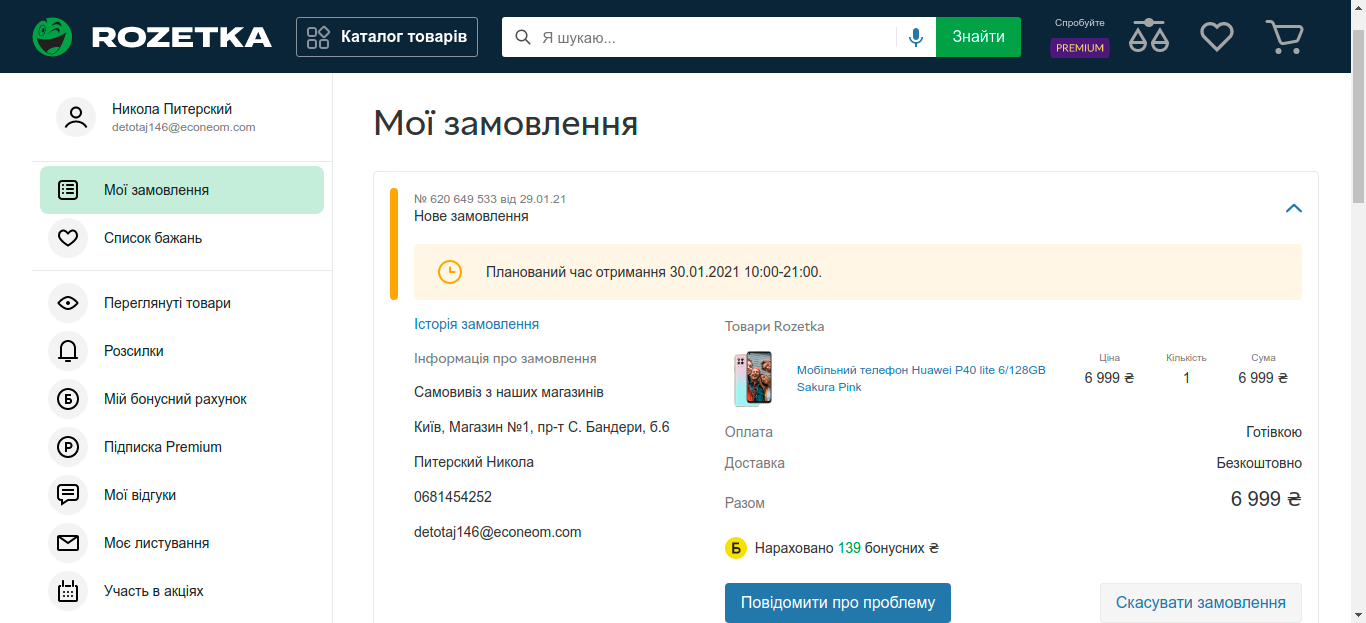 ROZETKA
Каталог товарів
Я шукаю...
Знайти
Спробуйте
PREMIUM
Никола Питерский
detotaj146@econeom.com
Мої замовлення
Список бажань
Переглянуті товари
Розсилки
Мій бонусний рахунок
Підписка Premium
Мої відгуки
Моє листування
Участь в акціях
Мої замовлення
№ 620 649 533 від 29.01.21
Нове замовлення
Планований час отримання 30.01.2021 10:00-21:00.
Історія замовлення
Інформація про замовлення
Самовивіз з наших магазинів
Київ, Магазин №1, пр-т С. Бандери, б.6
Питерский Никола
0681454252
detotaj146@econeom.com
Товари Rozetka
Мобільний телефон Huawei P40 lite 6/128GB
Sakura Pink
Ціна
6 999 ₴
Кількість
1
Сума
6 999 ₴
Оплата
Готівкою
Доставка
Безкоштовно
Разом
6 999 ₴
Б Нараховано 139 бонусних ₴
Повідомити про проблему
Скасувати замовлення